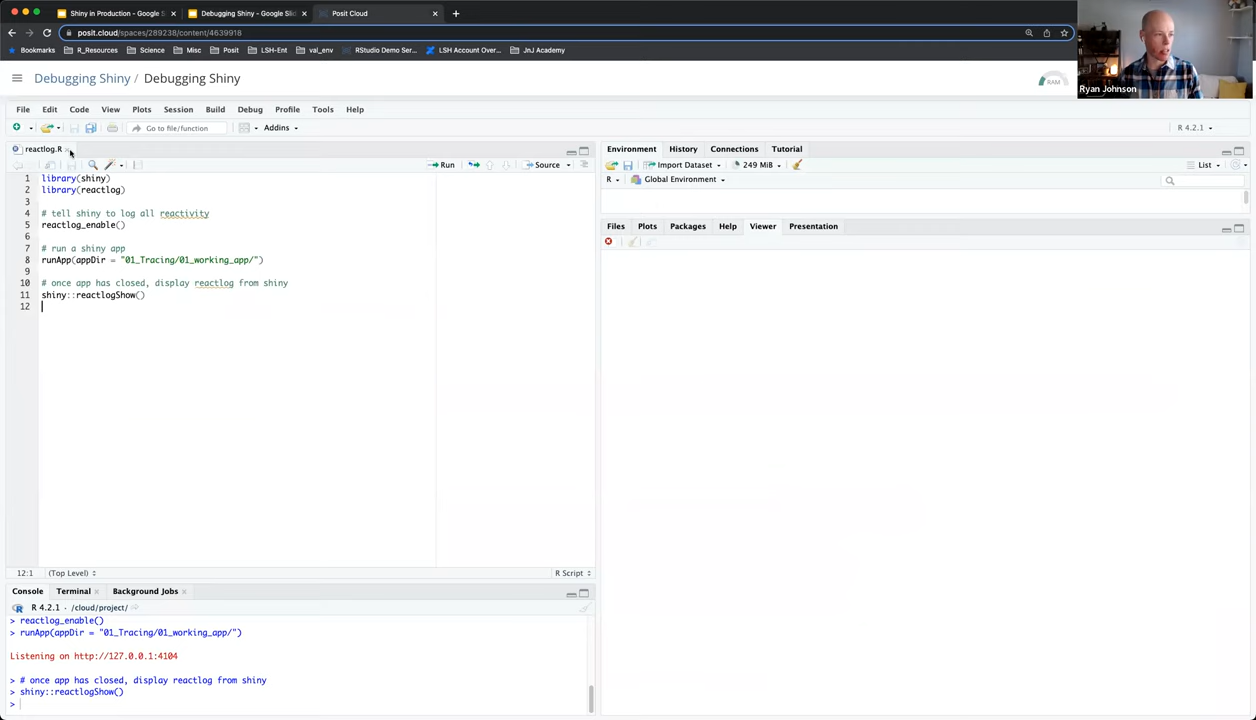 Shiny in Production - Google S
Debugging Shiny - Google Sli
Posit Cloud
posit.cloud/spaces/289238/content/4639918
Bookmarks
R_Resources
Science
Misc
Posit
LSH-Ent
val_env
RStudio Demo Ser...
LSH Account Over...
JnJ Academy
Debugging Shiny / Debugging Shiny
RAM
Ryan Johnson
File
Edit
Code
View
Plots
Session
Build
Debug
Profile
Tools
Help
Go to file/function
Addins
R 4.2.1
reactlog.R
Run
Source
1 library(shiny)
2 library(reactlog)
3
4 # tell shiny to log all reactivity
5 reactlog_enable()
6
7 # run a shiny app
8 runApp(appDir = "01_Tracing/01_working_app/")
9
10 # once app has closed, display reactlog from shiny
11 shiny::reactlogShow()
12
12:1
(Top Level)
R Script
Console
Terminal
Background Jobs
R 4.2.1 · /cloud/project/
> reactlog_enable()
> runApp(appDir = "01_Tracing/01_working_app/")
Listening on http://127.0.0.1:4104
> # once app has closed, display reactlog from shiny
> shiny::reactlogShow()
>
Environment
History
Connections
Tutorial
Import Dataset
249 MiB
List
R
Global Environment
Files
Plots
Packages
Help
Viewer
Presentation